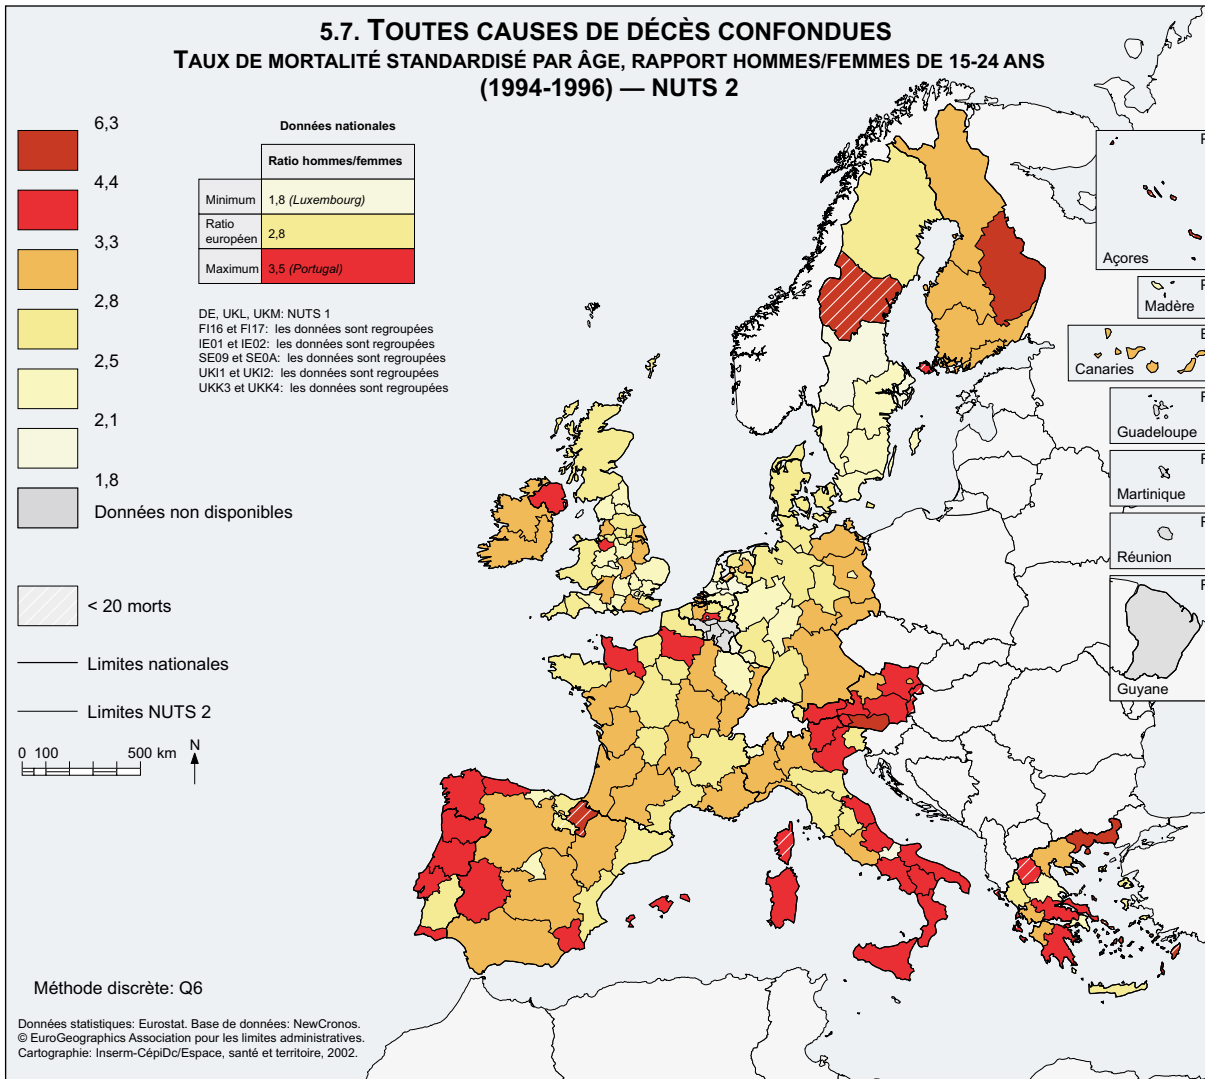 5.7. TOUTES CAUSES DE DÉCÈS CONFONDUES
TAUX DE MORTALITÉ STANDARDISÉ PAR ÂGE, RAPPORT HOMMES/FEMMES DE 15-24 ANS
(1994-1996) — NUTS 2
6,3
4,4
3,3
2,8
2,5
2,1
1,8
Données non disponibles
< 20 morts
Limites nationales
Limites NUTS 2
0 100 500 km
N
Données nationales
Ratio hommes/femmes
Minimum 1,8 (Luxembourg)
Ratio européen 2,8
Maximum 3,5 (Portugal)
DE, UKL, UKM: NUTS 1
FI16 et FI17: les données sont regroupées
IE01 et IE02: les données sont regroupées
SE09 et SE0A: les données sont regroupées
UKI1 et UKI2: les données sont regroupées
UKK3 et UKK4: les données sont regroupées
Açores
Madère
Canaries
Guadeloupe
Martinique
Réunion
Guyane
Méthode discrète: Q6
Données statistiques: Eurostat. Base de données: NewCronos.
© EuroGeographics Association pour les limites administratives.
Cartographie: Inserm-CépiDc/Espace, santé et territoire, 2002.